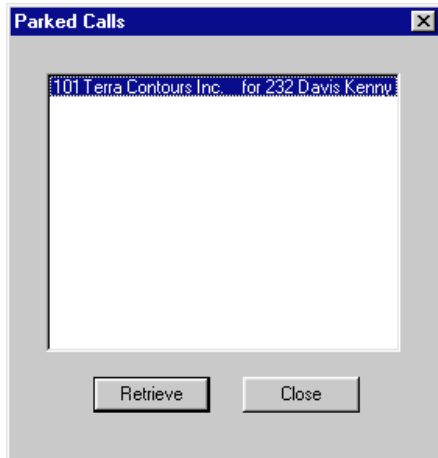 Parked Calls
101 Terra Contours Inc. for 232 Davis Kenny
Retrieve
Close